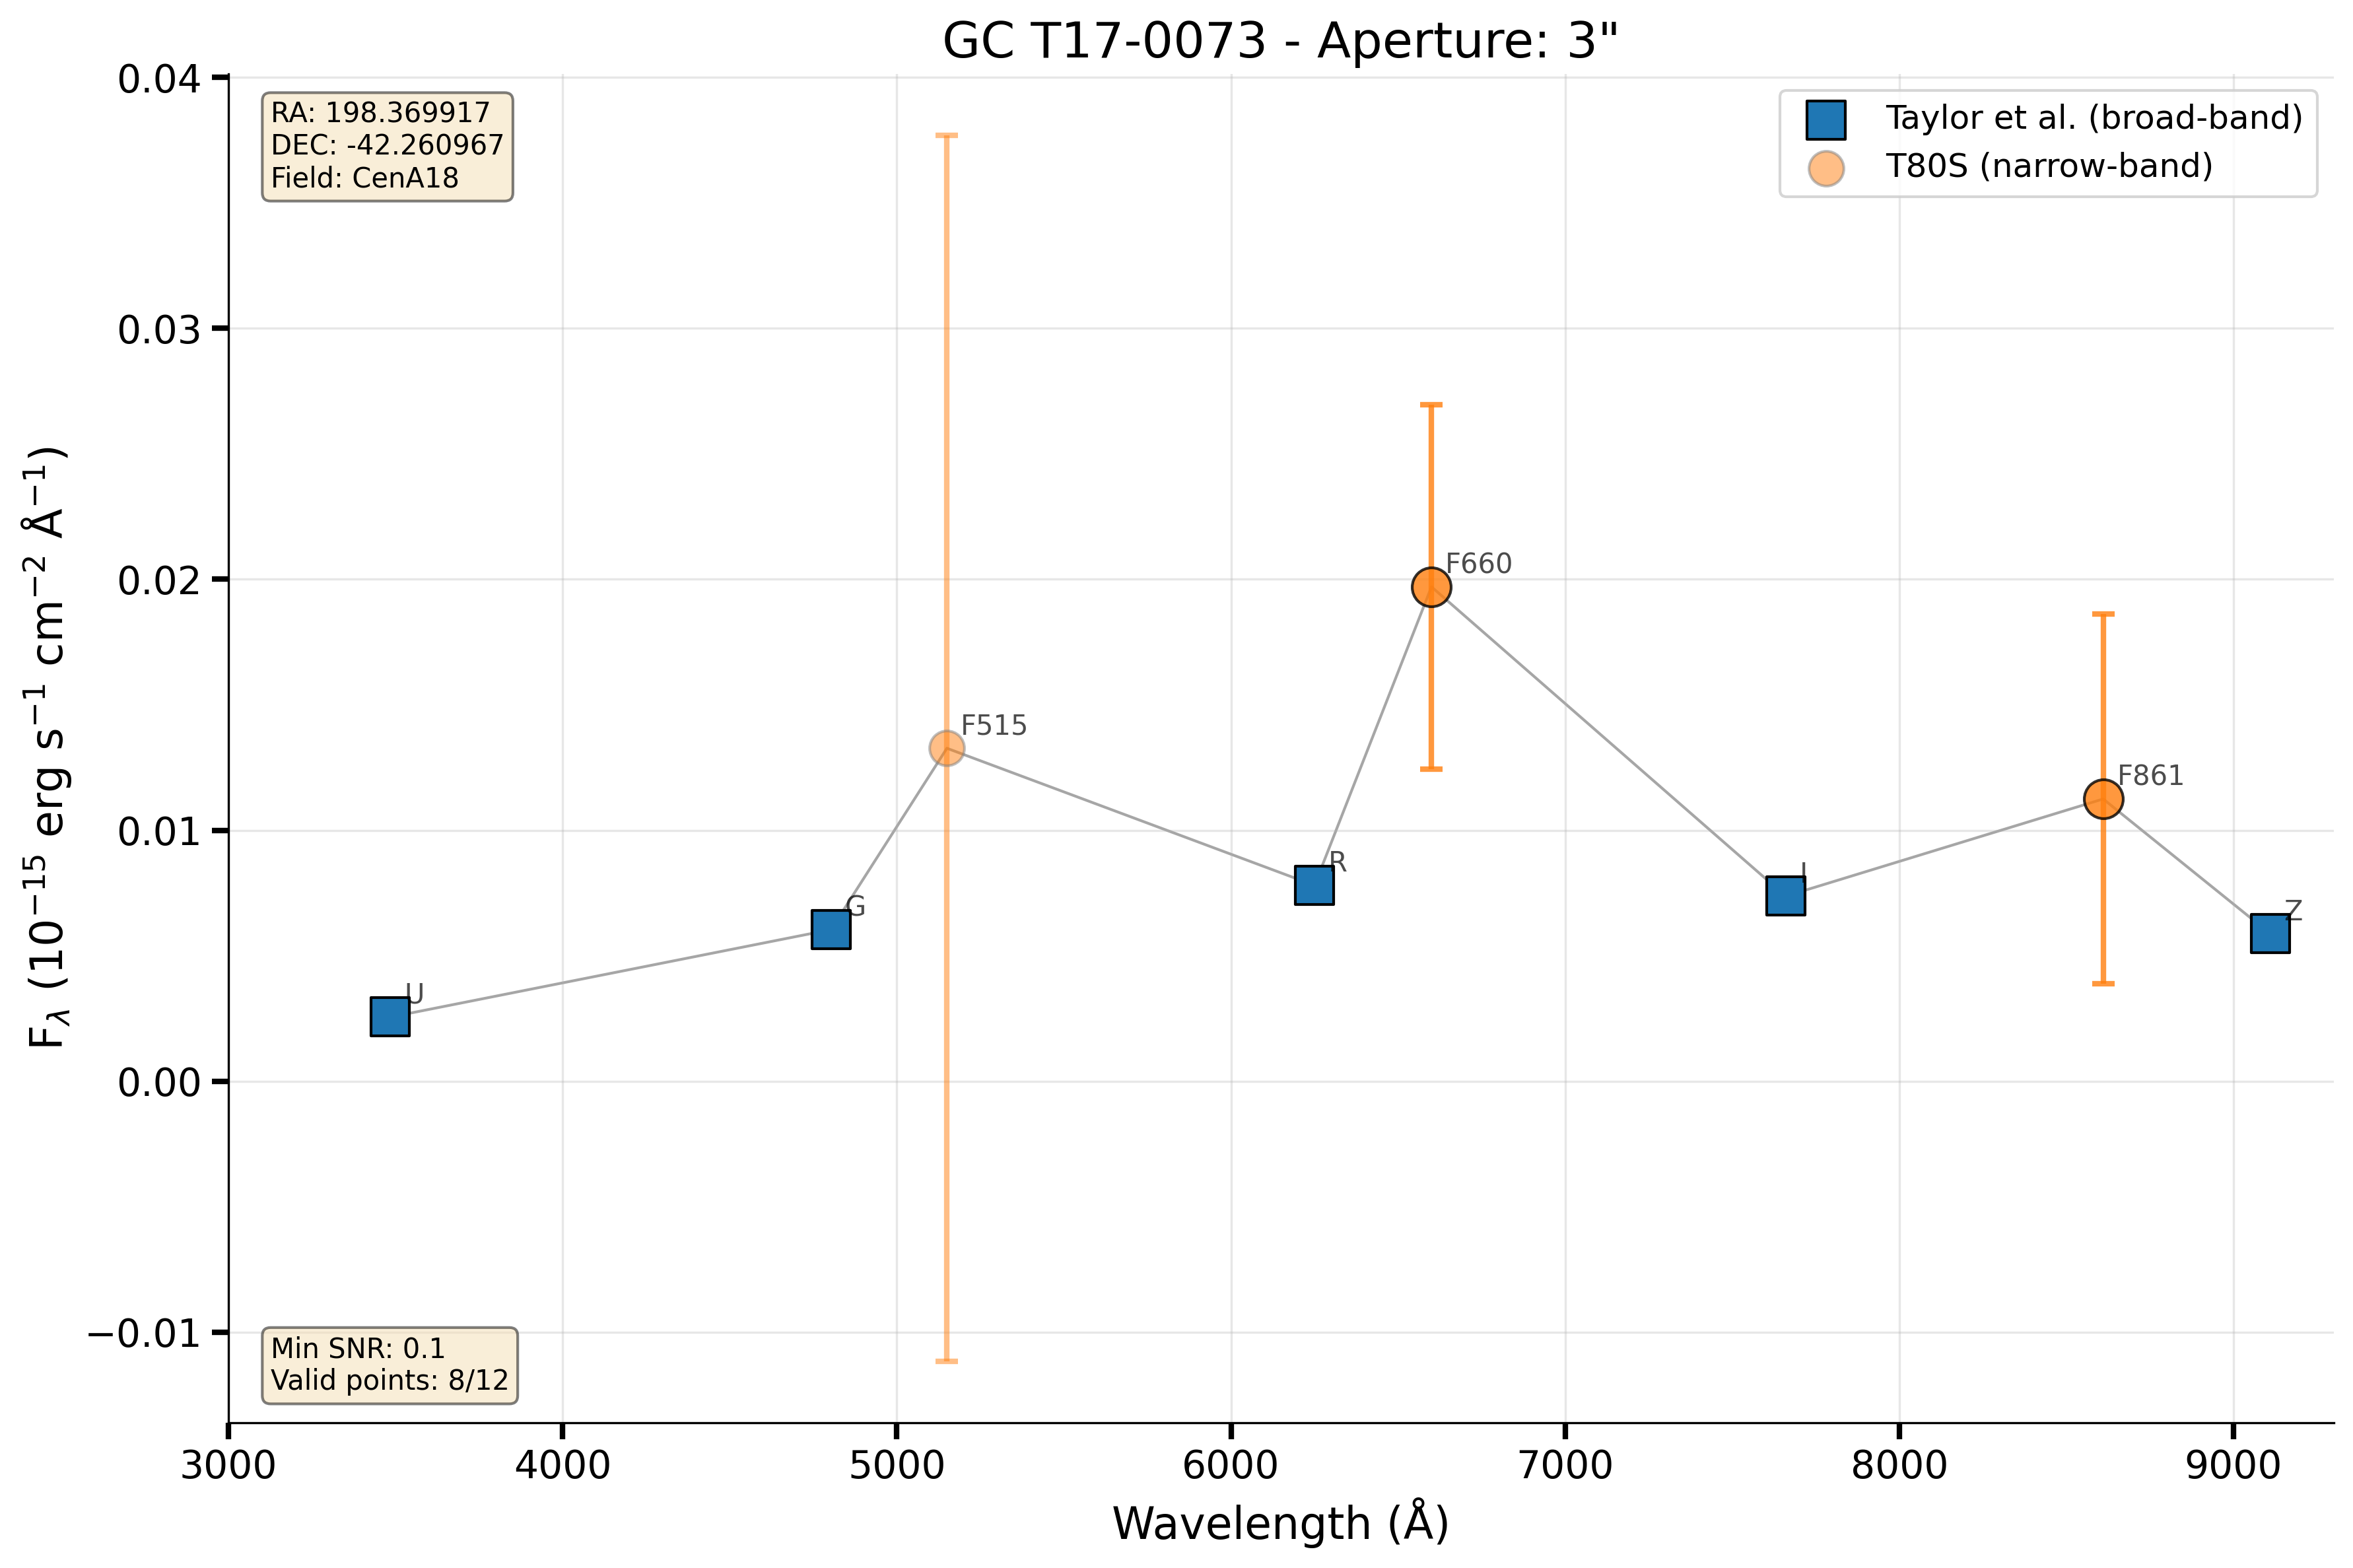 GC T17-0073 - Aperture: 3"
RA: 198.369917
DEC: -42.260967
Field: CenA18
Taylor et al. (broad-band)
T80S (narrow-band)
0.04
0.03
0.02
0.01
0.00
−0.01
F$_λ$ (10$^{−15}$ erg s$^{−1}$ cm$^{−2}$ Å$^{−1}$)
U
G
F515
R
F660
I
F861
Z
Min SNR: 0.1
Valid points: 8/12
3000 4000 5000 6000 7000 8000 9000
Wavelength (Å)